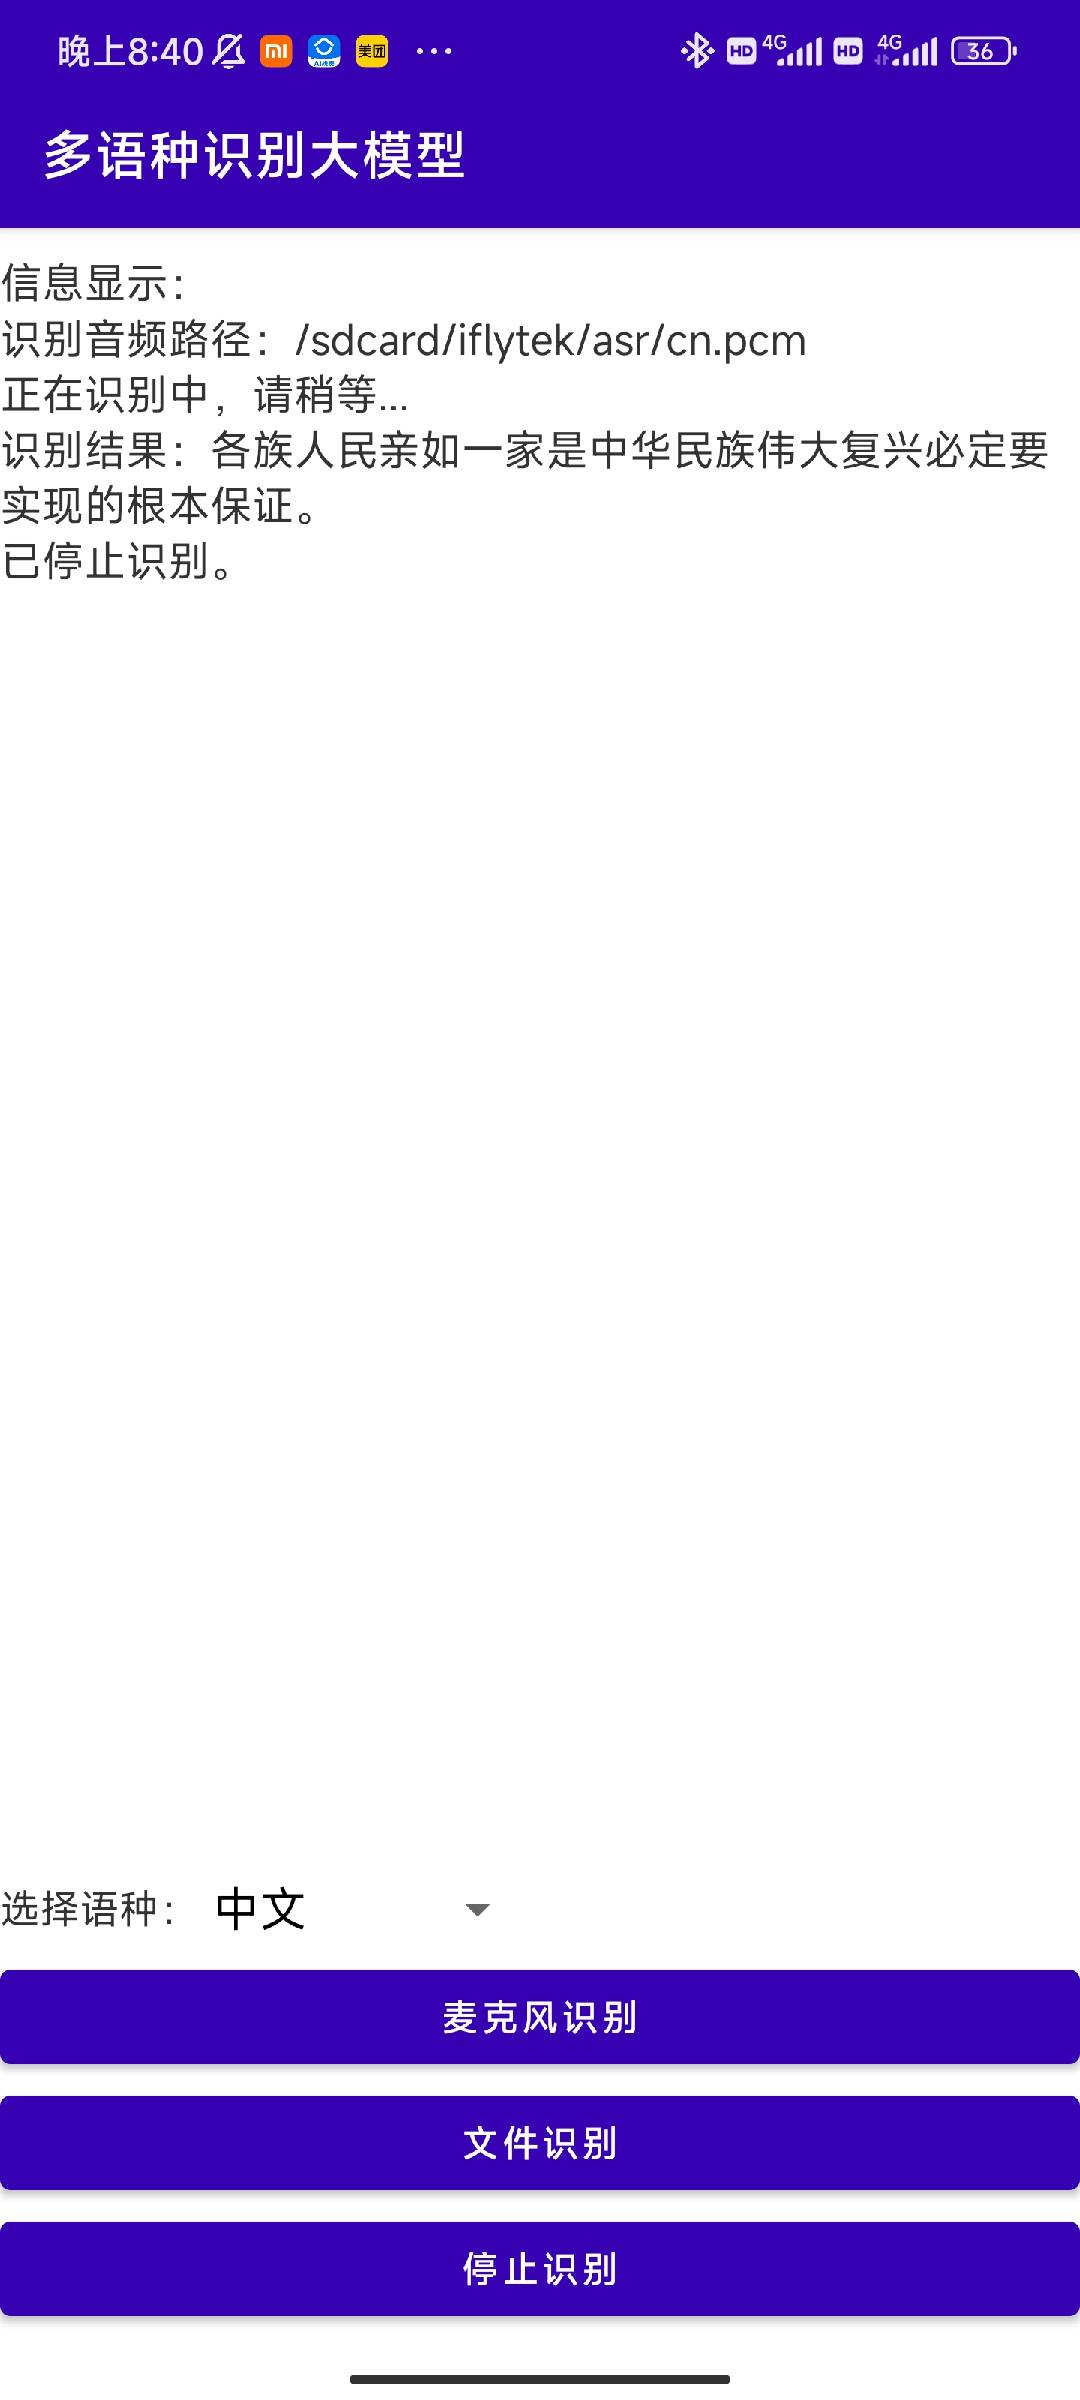 晚上8:40
mi
AI找房
美团
...
HD 4G
HD 4G
36
多语种识别大模型
信息显示：
识别音频路径：/sdcard/iflytek/asr/cn.pcm
正在识别中，请稍等...
识别结果：各族人民亲如一家是中华民族伟大复兴必定要
实现的根本保证。
已停止识别。
选择语种： 中文
麦克风识别
文件识别
停止识别